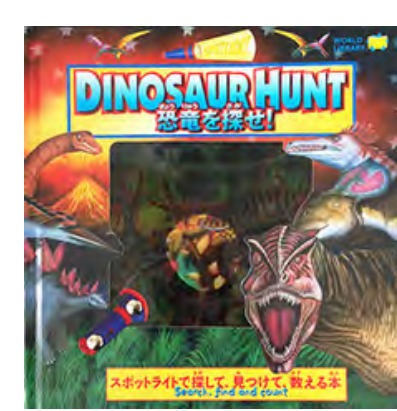 WORLD
LIBRARY
DINOSAUR HUNT
恐竜を探せ!
スポットライトで探して、見つけて、数える本
Search, find and count